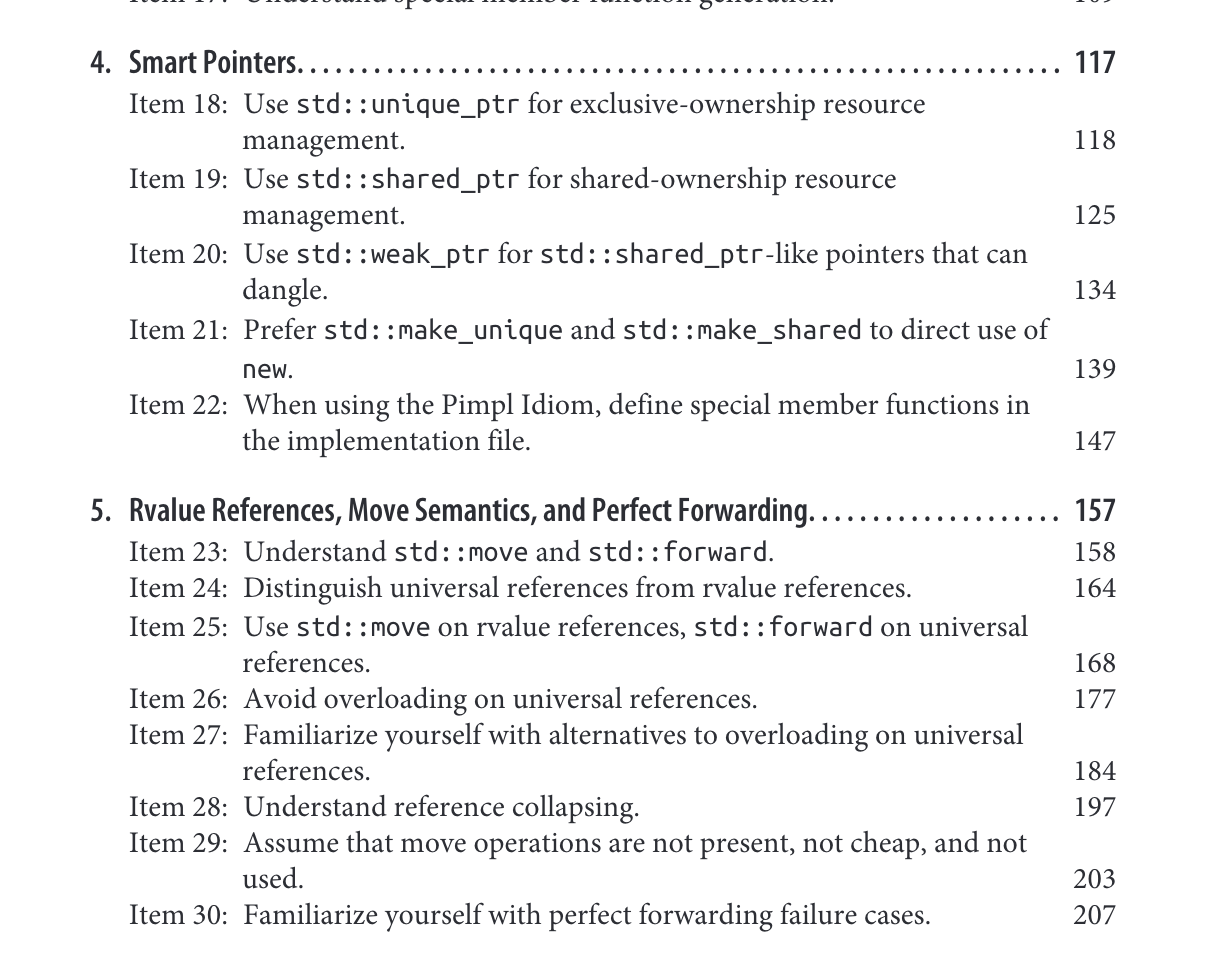 Item 17: Understand special member function generation. 109
4. Smart Pointers. . . . . . . . . . . . . . . . . . . . . . . . . . . . . . . . . . . . . . . . . . . . . . . . . . . . . . . . . . . . 117
Item 18: Use std::unique_ptr for exclusive-ownership resource
management. 118
Item 19: Use std::shared_ptr for shared-ownership resource
management. 125
Item 20: Use std::weak_ptr for std::shared_ptr-like pointers that can
dangle. 134
Item 21: Prefer std::make_unique and std::make_shared to direct use of
new. 139
Item 22: When using the Pimpl Idiom, define special member functions in
the implementation file. 147
5. Rvalue References, Move Semantics, and Perfect Forwarding. . . . . . . . . . . . . . . . . . . . 157
Item 23: Understand std::move and std::forward. 158
Item 24: Distinguish universal references from rvalue references. 164
Item 25: Use std::move on rvalue references, std::forward on universal
references. 168
Item 26: Avoid overloading on universal references. 177
Item 27: Familiarize yourself with alternatives to overloading on universal
references. 184
Item 28: Understand reference collapsing. 197
Item 29: Assume that move operations are not present, not cheap, and not
used. 203
Item 30: Familiarize yourself with perfect forwarding failure cases. 207